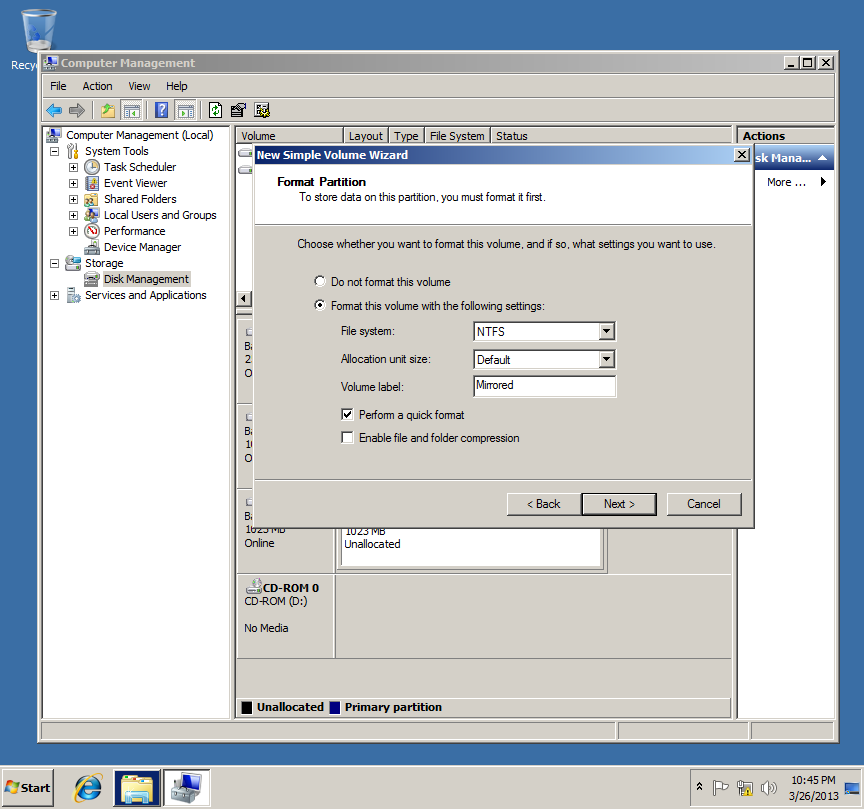 Recyc
Computer Management
File Action View Help
Computer Management (Local)
System Tools
Task Scheduler
Event Viewer
Shared Folders
Local Users and Groups
Performance
Device Manager
Storage
Disk Management
Services and Applications
Volume Layout Type File System Status
Actions
sk Mana...
More ...
New Simple Volume Wizard
Format Partition
To store data on this partition, you must format it first.
Choose whether you want to format this volume, and if so, what settings you want to use.
Do not format this volume
Format this volume with the following settings:
File system: NTFS
Allocation unit size: Default
Volume label: Mirrored
Perform a quick format
Enable file and folder compression
< Back Next > Cancel
Ba
2.
O
Ba
10
O
Ba
1023 MB
Online
1023 MB
Unallocated
CD-ROM 0
CD-ROM (D:)
No Media
Unallocated Primary partition
Start
10:45 PM
3/26/2013